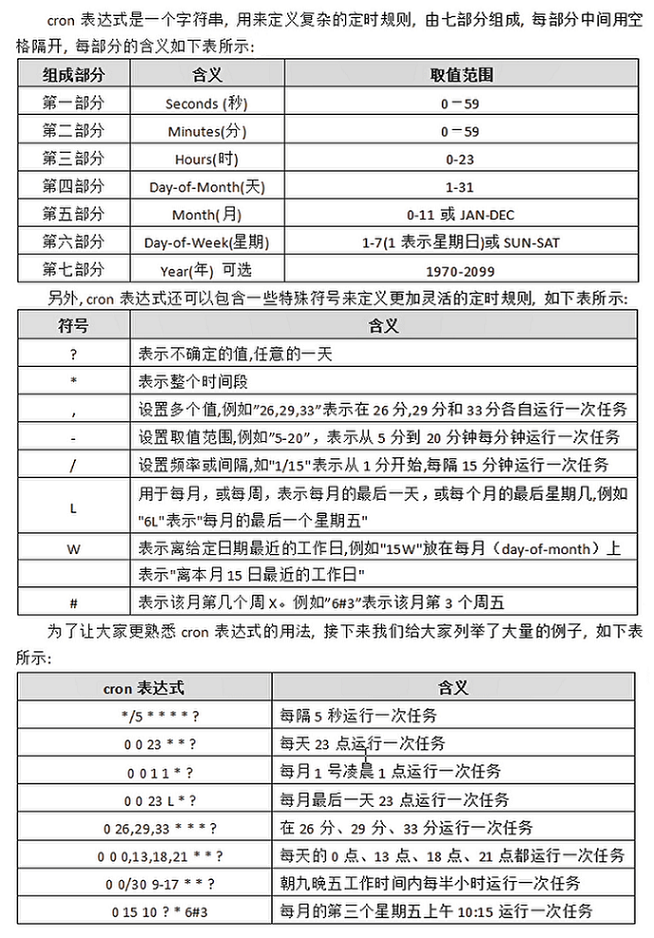 cron 表达式是一个字符串, 用来定义复杂的定时规则, 由七部分组成, 每部分中间用空
格隔开, 每部分的含义如下表所示:
组成部分 含义 取值范围
第一部分 Seconds (秒) 0－59
第二部分 Minutes(分) 0－59
第三部分 Hours(时) 0-23
第四部分 Day-of-Month(天) 1-31
第五部分 Month(月) 0-11 或 JAN-DEC
第六部分 Day-of-Week(星期) 1-7(1 表示星期日)或 SUN-SAT
第七部分 Year(年) 可选 1970-2099
另外, cron 表达式还可以包含一些特殊符号来定义更加灵活的定时规则, 如下表所示:
符号 含义
? 表示不确定的值,任意的一天
* 表示整个时间段
, 设置多个值,例如"26,29,33"表示在 26 分,29 分和 33 分各自运行一次任务
- 设置取值范围,例如"5-20"，表示从 5 分到 20 分钟每分钟运行一次任务
/ 设置频率或间隔,如"1/15"表示从 1 分开始,每隔 15 分钟运行一次任务
L 用于每月，或每周，表示每月的最后一天，或每个月的最后星期几,例如
"6L"表示"每月的最后一个星期五"
W 表示离给定日期最近的工作日,例如"15W"放在每月（day-of-month）上
表示"离本月 15 日最近的工作日"
# 表示该月第几个周 X。例如"6#3"表示该月第 3 个周五
为了让大家更熟悉 cron 表达式的用法, 接下来我们给大家列举了大量的例子, 如下表
所示:
cron 表达式 含义
*/5 * * * * ? 每隔 5 秒运行一次任务
0 0 23 * * ? 每天 23 点运行一次任务
0 0 1 1 * ? 每月 1 号凌晨 1 点运行一次任务
0 0 23 L * ? 每月最后一天 23 点运行一次任务
0 26,29,33 * * * ? 在 26 分、29 分、33 分运行一次任务
0 0 0,13,18,21 * * ? 每天的 0 点、13 点、18 点、21 点都运行一次任务
0 0/30 9-17 * * ? 朝九晚五工作时间内每半小时运行一次任务
0 15 10 ? * 6#3 每月的第三个星期五上午 10:15 运行一次任务